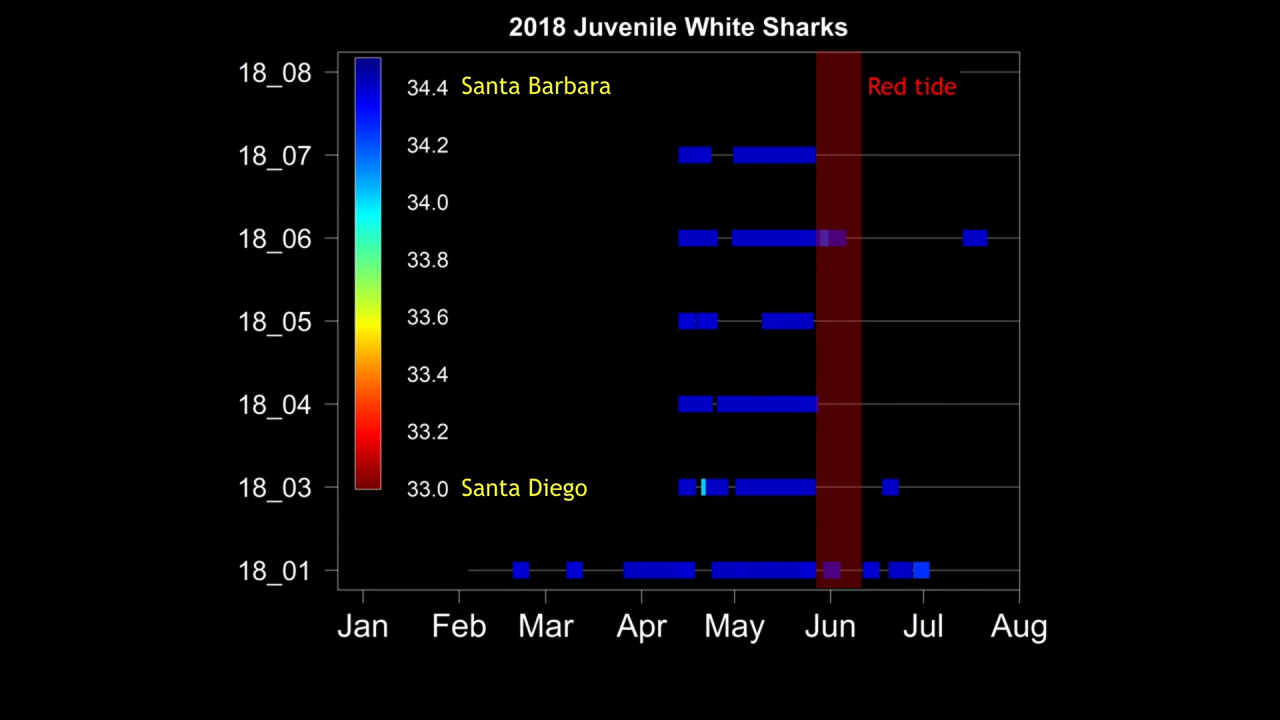 2018 Juvenile White Sharks
18_08
34.4 Santa Barbara
Red tide
34.2
18_07
34.0
18_06
33.8
33.6
18_05
33.4
18_04
33.2
18_03
33.0 Santa Diego
18_01
Jan Feb Mar Apr May Jun Jul Aug